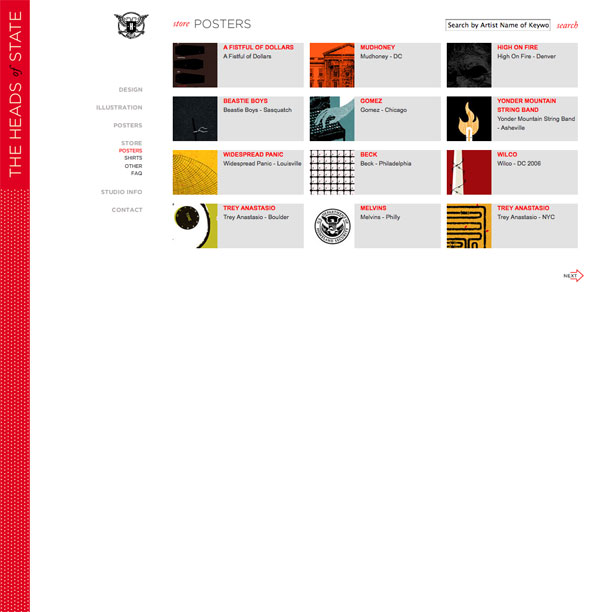 THE HEADS of STATE
store POSTERS
Search by Artist Name of Keywo
search
DESIGN
ILLUSTRATION
POSTERS
STORE
POSTERS
SHIRTS
OTHER
FAQ
STUDIO INFO
CONTACT
A FISTFUL OF DOLLARS
A Fistful of Dollars
MUDHONEY
Mudhoney - DC
HIGH ON FIRE
High On Fire - Denver
BEASTIE BOYS
Beastie Boys - Sasquatch
GOMEZ
Gomez - Chicago
YONDER MOUNTAIN
STRING BAND
Yonder Mountain String Band
- Asheville
WIDESPREAD PANIC
Widespread Panic - Louisville
BECK
Beck - Philadelphia
WILCO
Wilco - DC 2006
TREY ANASTASIO
Trey Anastasio - Boulder
MELVINS
Melvins - Philly
TREY ANASTASIO
Trey Anastasio - NYC
NEXT